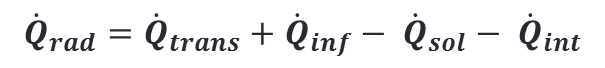 Q̇rad = Q̇trans + Q̇inf − Q̇sol − Q̇int